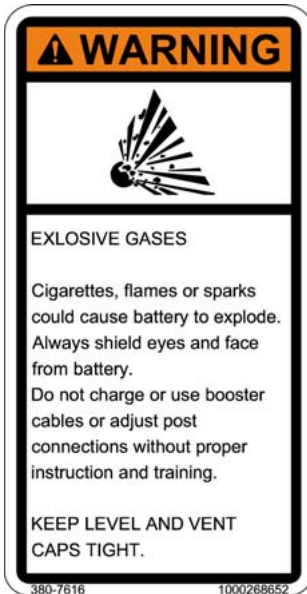 WARNING
EXLOSIVE GASES
Cigarettes, flames or sparks
could cause battery to explode.
Always shield eyes and face
from battery.
Do not charge or use booster
cables or adjust post
connections without proper
instruction and training.
KEEP LEVEL AND VENT
CAPS TIGHT.
380-7616 1000268652